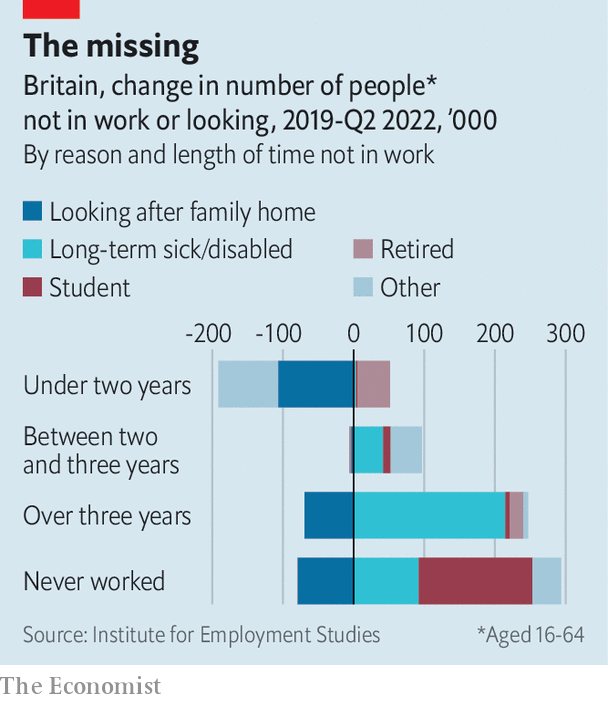 The missing
Britain, change in number of people*
not in work or looking, 2019-Q2 2022, ’000
By reason and length of time not in work
Looking after family home
Long-term sick/disabled
Retired
Student
Other
-200 -100 0 100 200 300
Under two years
Between two
and three years
Over three years
Never worked
Source: Institute for Employment Studies
*Aged 16-64
The Economist